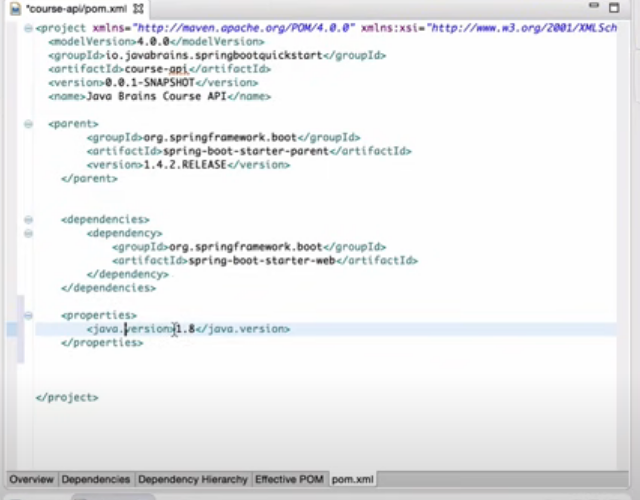 *course-api/pom.xml
<project xmlns="http://maven.apache.org/POM/4.0.0" xmlns:xsi="http://www.w3.org/2001/XMLSch
<modelVersion>4.0.0</modelVersion>
<groupId>io.javabrains.springbootquickstart</groupId>
<artifactId>course-api</artifactId>
<version>0.0.1-SNAPSHOT</version>
<name>Java Brains Course API</name>
<parent>
<groupId>org.springframework.boot</groupId>
<artifactId>spring-boot-starter-parent</artifactId>
<version>1.4.2.RELEASE</version>
</parent>
<dependencies>
<dependency>
<groupId>org.springframework.boot</groupId>
<artifactId>spring-boot-starter-web</artifactId>
</dependency>
</dependencies>
<properties>
<java.version>1.8</java.version>
</properties>
</project>
Overview Dependencies Dependency Hierarchy Effective POM pom.xml